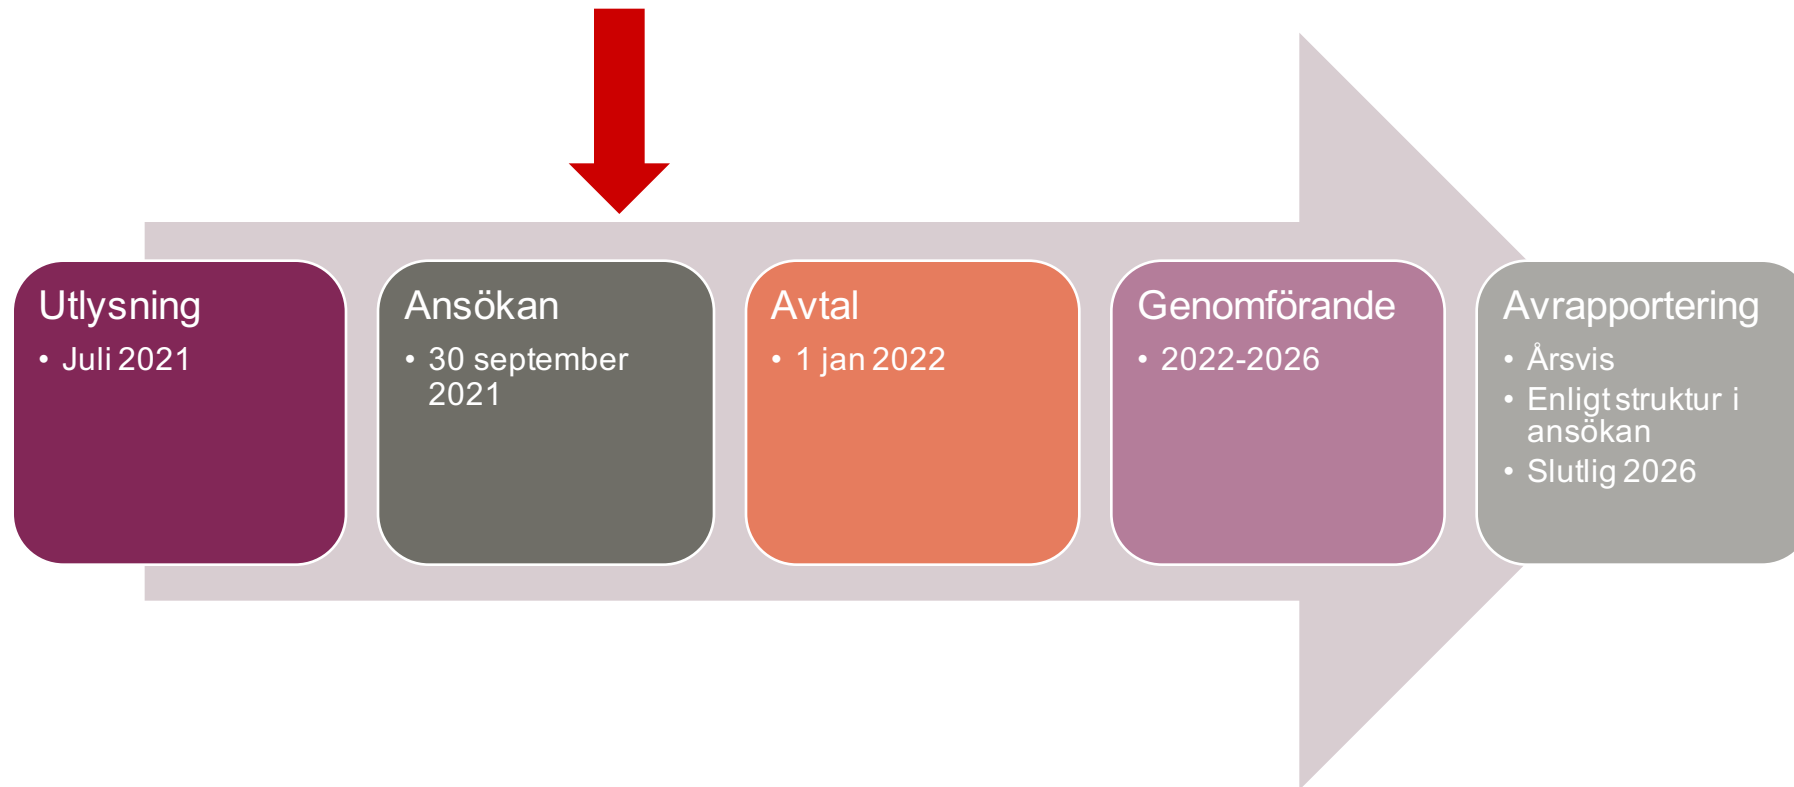 Utlysning
• Juli 2021
Ansökan
• 30 september
2021
Avtal
• 1 jan 2022
Genomförande
• 2022-2026
Avrapportering
• Årsvis
• Enligt struktur i
ansökan
• Slutlig 2026